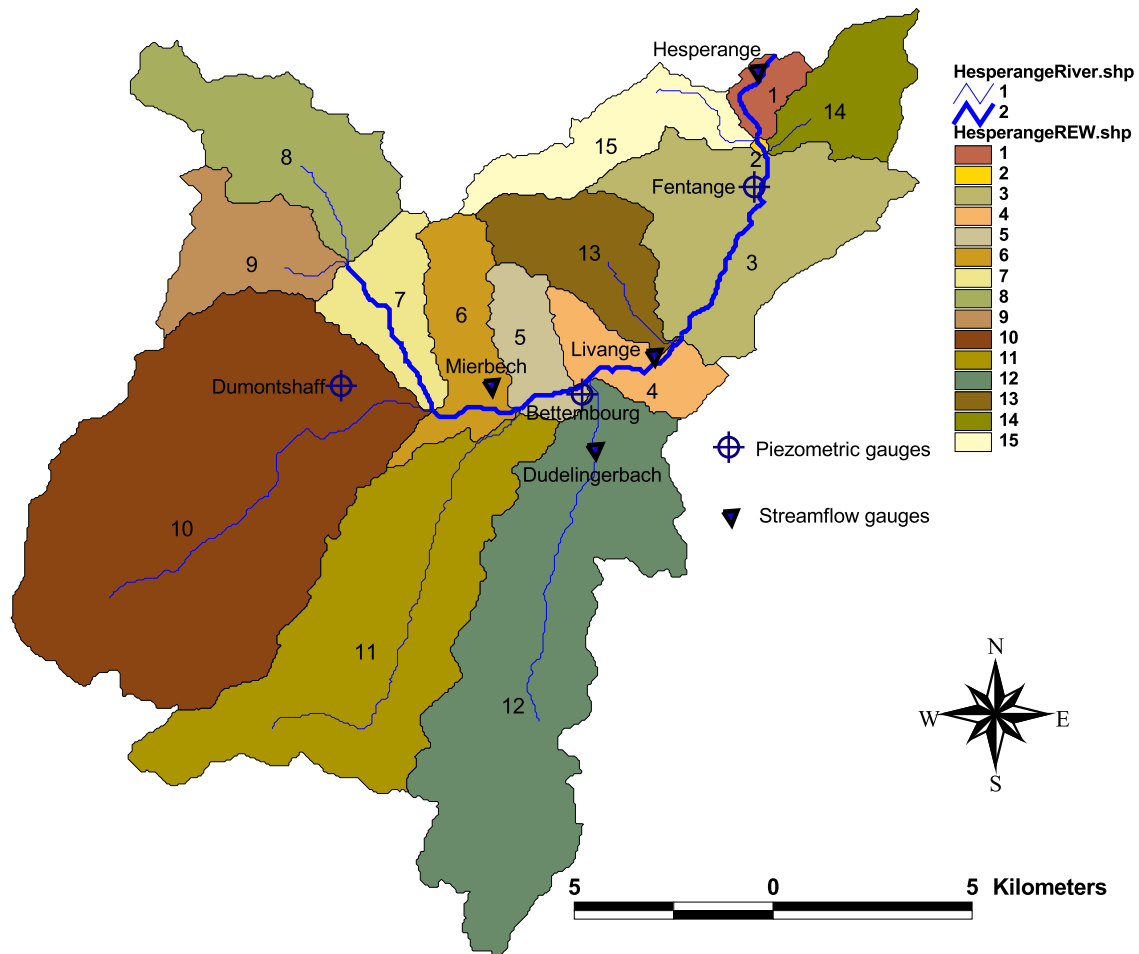 Hesperange
HesperangeRiver.shp
1
2
HesperangeREW.shp
1
2
3
4
5
6
7
8
9
10
11
12
13
14
15
1
14
15
8
2
Fentange
9
13
3
7
6
5
Livange
Mierbech
Dumontshaff
4
Bettembourg
Piezometric gauges
Dudelingerbach
Streamflow gauges
10
11
12
N
W
E
S
5 0 5 Kilometers